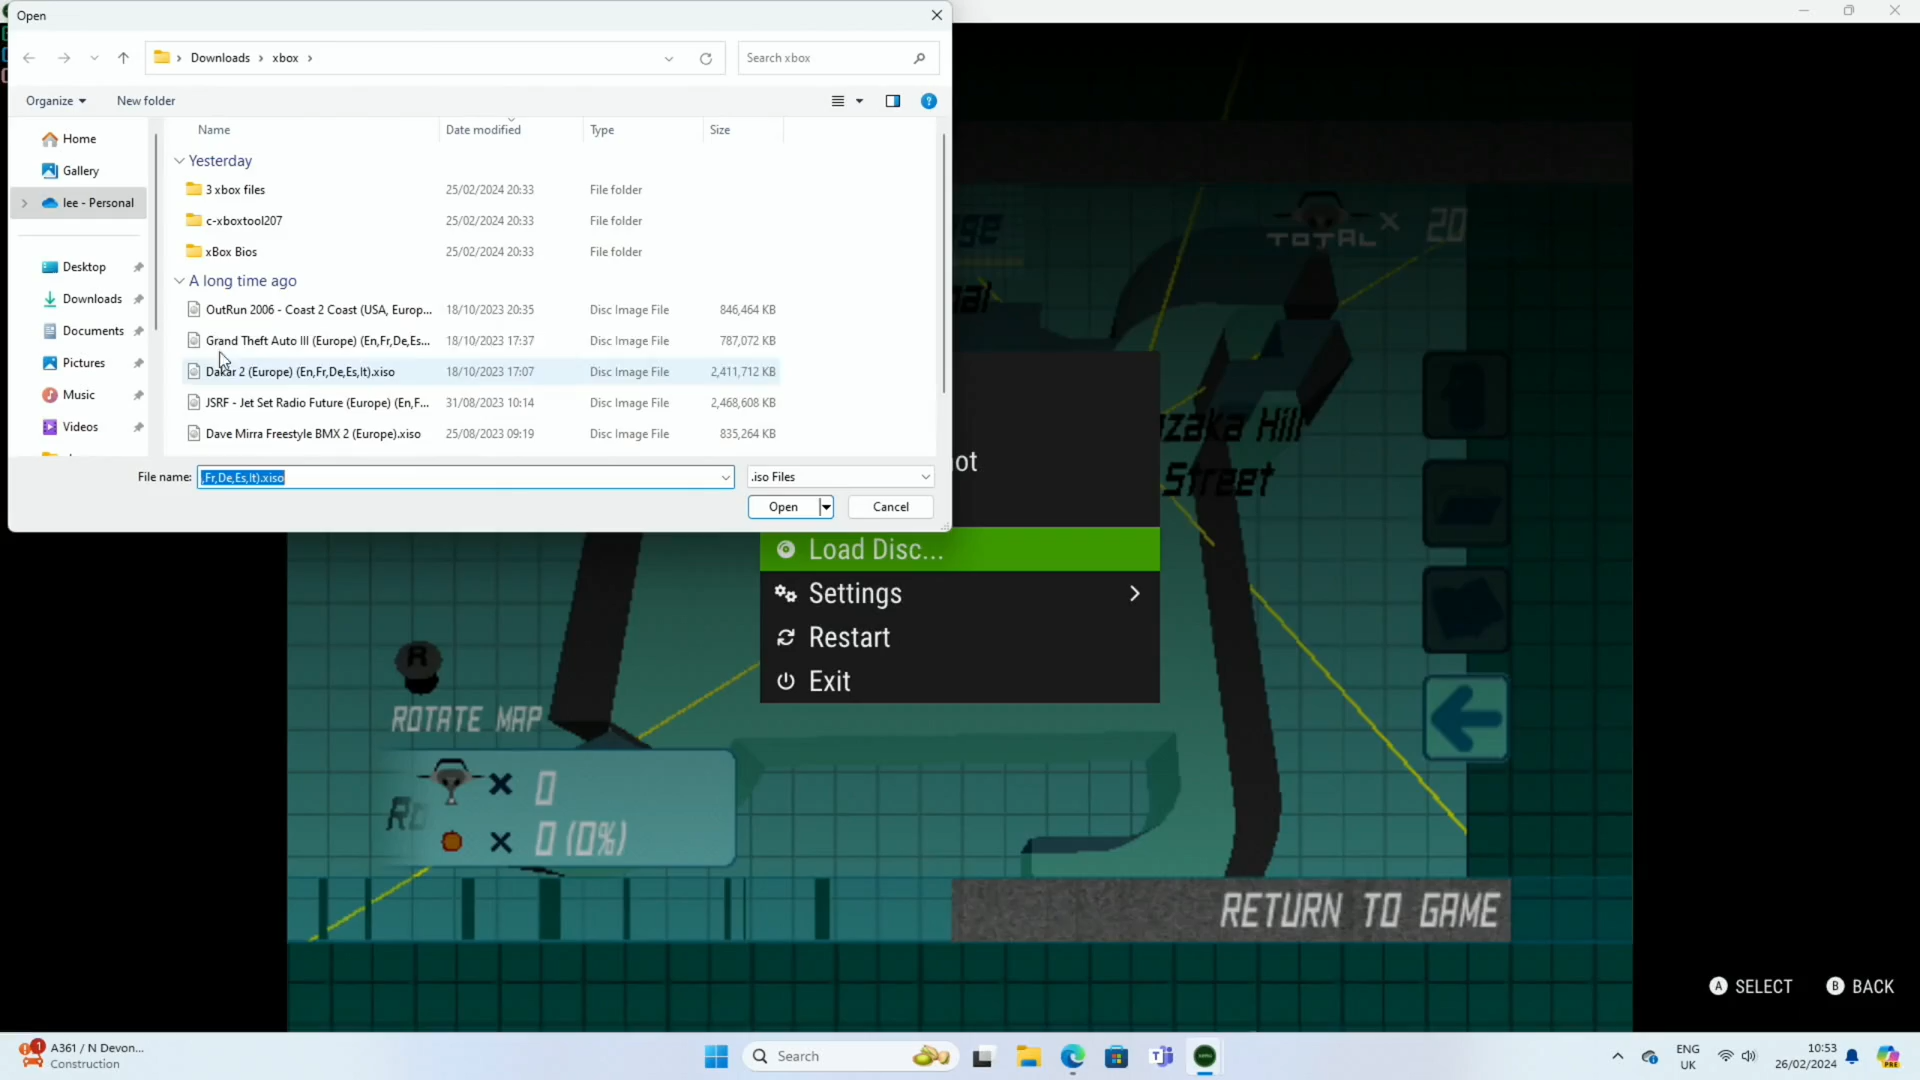 Open
Downloads > xbox >
Search xbox
Organize
New folder
Name
Date modified
Type
Size
Home
Gallery
lee - Personal
Desktop
Downloads
Documents
Pictures
Music
Videos
Yesterday
3 xbox files 25/02/2024 20:33 File folder
c-xboxtool207 25/02/2024 20:33 File folder
xBox Bios 25/02/2024 20:33 File folder
A long time ago
OutRun 2006 - Coast 2 Coast (USA, Europ... 18/10/2023 20:35 Disc Image File 846,464 KB
Grand Theft Auto III (Europe) (En,Fr,De,Es... 18/10/2023 17:37 Disc Image File 787,072 KB
Dakar 2 (Europe) (En,Fr,De,Es,It).xiso 18/10/2023 17:07 Disc Image File 2,411,712 KB
JSRF - Jet Set Radio Future (Europe) (En,F... 31/08/2023 10:14 Disc Image File 2,468,608 KB
Dave Mirra Freestyle BMX 2 (Europe).xiso 25/08/2023 09:19 Disc Image File 835,264 KB
File name: ,Fr,De,Es,It).xiso
.iso Files
Open
Cancel
TOTAL × 20
Hill
Street
ot
Load Disc...
Settings
Restart
Exit
R
ROTATE MAP
× 0
× 0 (0%)
RETURN TO GAME
A SELECT
B BACK
1
A361 / N Devon...
Construction
Search
ENG
UK
10:53
26/02/2024
PRE